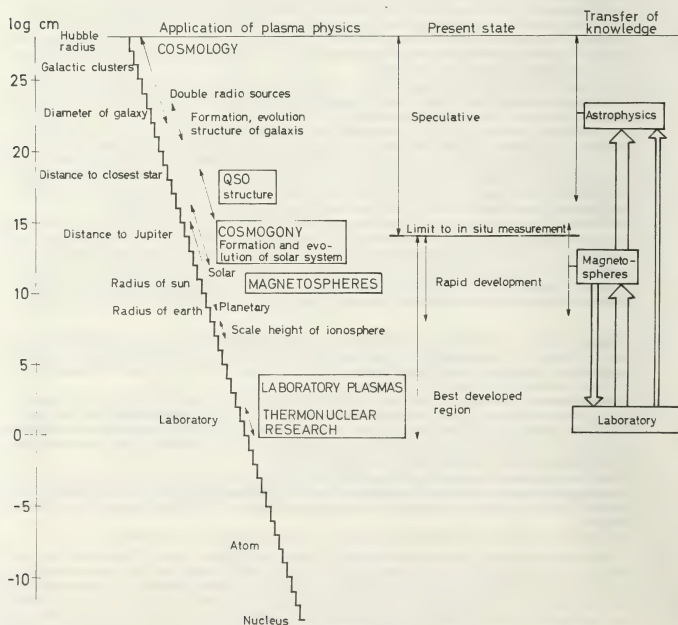 log cm
Hubble
radius
Application of plasma physics
Present state
Transfer of
knowledge
COSMOLOGY
Galactic clusters
25
Double radio sources
Diameter of galaxy
Formation, evolution
structure of galaxis
Speculative
Astrophysics
20
Distance to closest star
QSO
structure
15
Distance to Jupiter
COSMOGONY
Formation and evo-
lution of solar system
Limit to in situ measurement
Solar
MAGNETOSPHERES
Magneto-
spheres
Radius of sun
10
Rapid development
Radius of earth
Planetary
Scale height of ionosphere
5
LABORATORY PLASMAS
THERMONUCLEAR
RESEARCH
Best developed
region
Laboratory
Laboratory
0
-5
Atom
-10
Nucleus